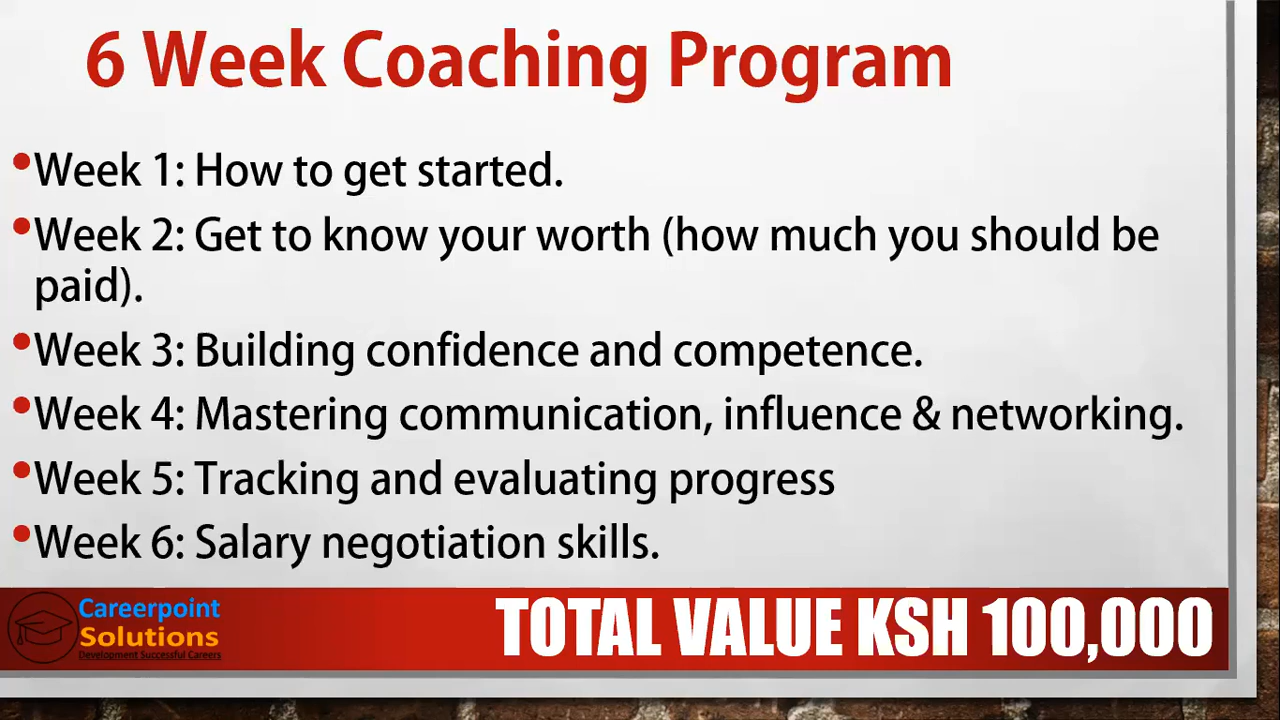 6 Week Coaching Program
•Week 1: How to get started.
•Week 2: Get to know your worth (how much you should be
paid).
•Week 3: Building confidence and competence.
•Week 4: Mastering communication, influence & networking.
•Week 5: Tracking and evaluating progress
•Week 6: Salary negotiation skills.
Careerpoint
Solutions
Development Successful Careers
TOTAL VALUE KSH 100,000